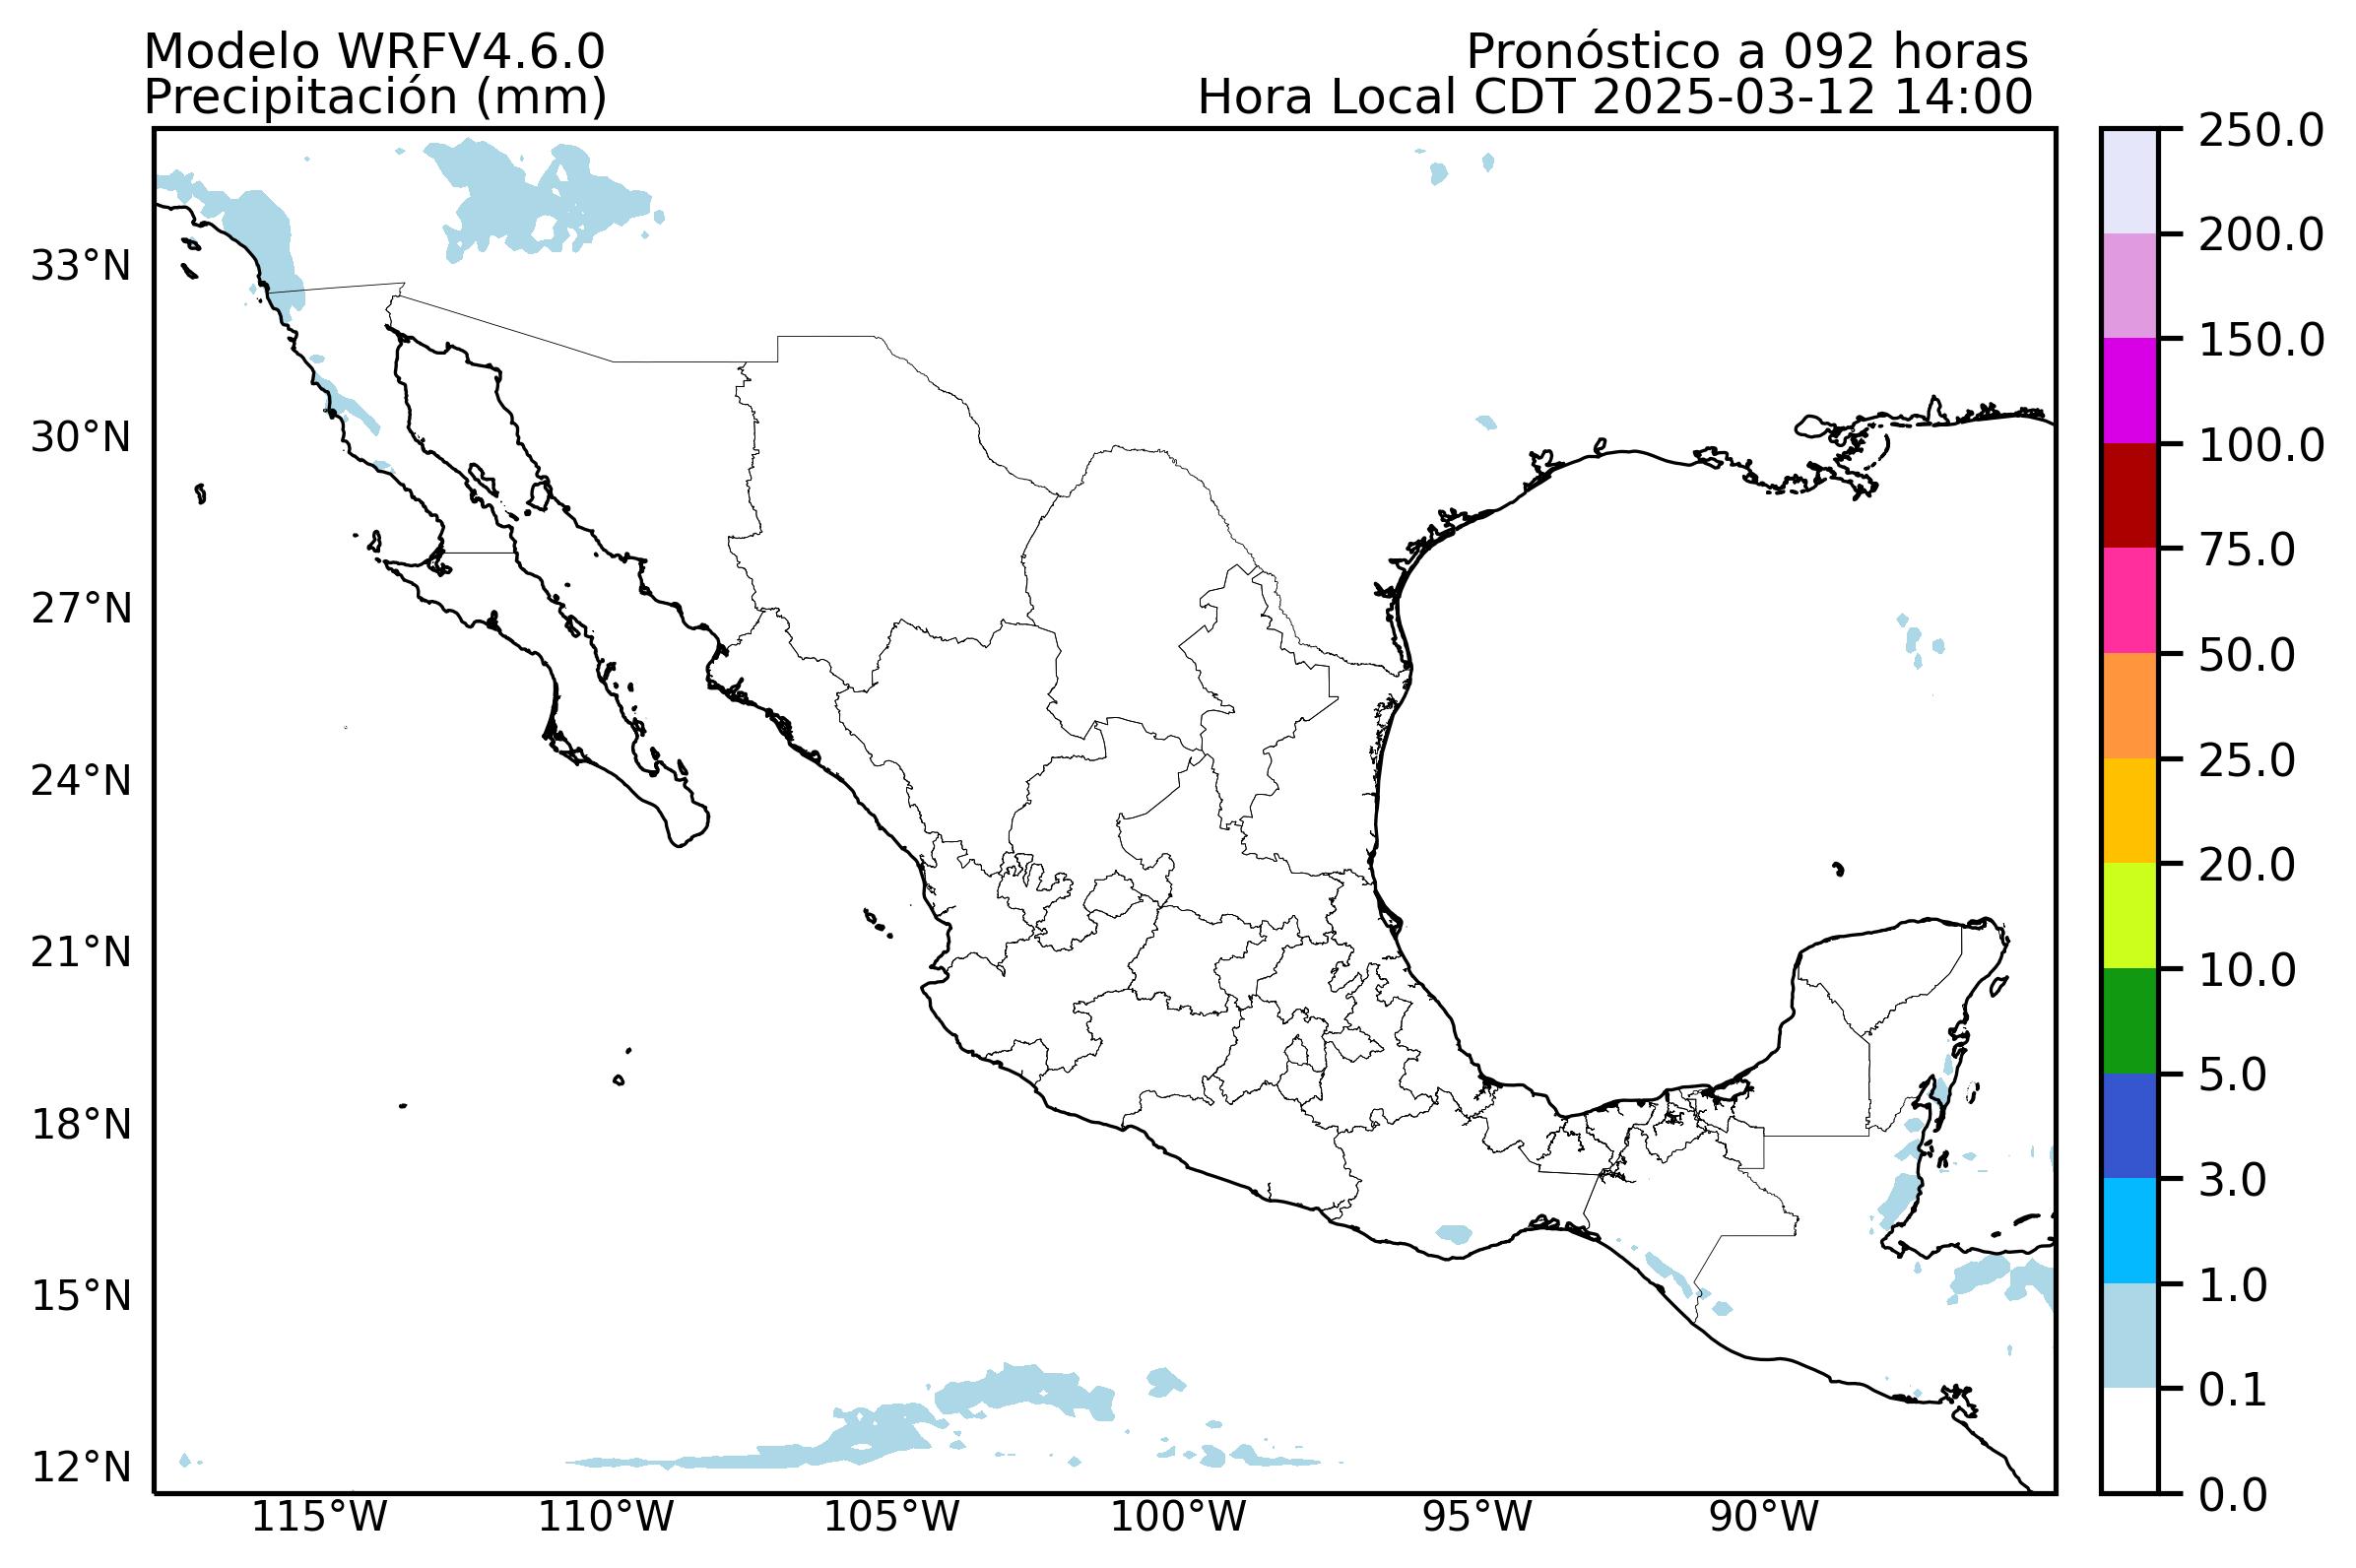 Modelo WRFV4.6.0
Precipitación (mm)
Pronóstico a 092 horas
Hora Local CDT 2025-03-12 14:00
33°N
30°N
27°N
24°N
21°N
18°N
15°N
12°N
115°W
110°W
105°W
100°W
95°W
90°W
250.0
200.0
150.0
100.0
75.0
50.0
25.0
20.0
10.0
5.0
3.0
1.0
0.1
0.0